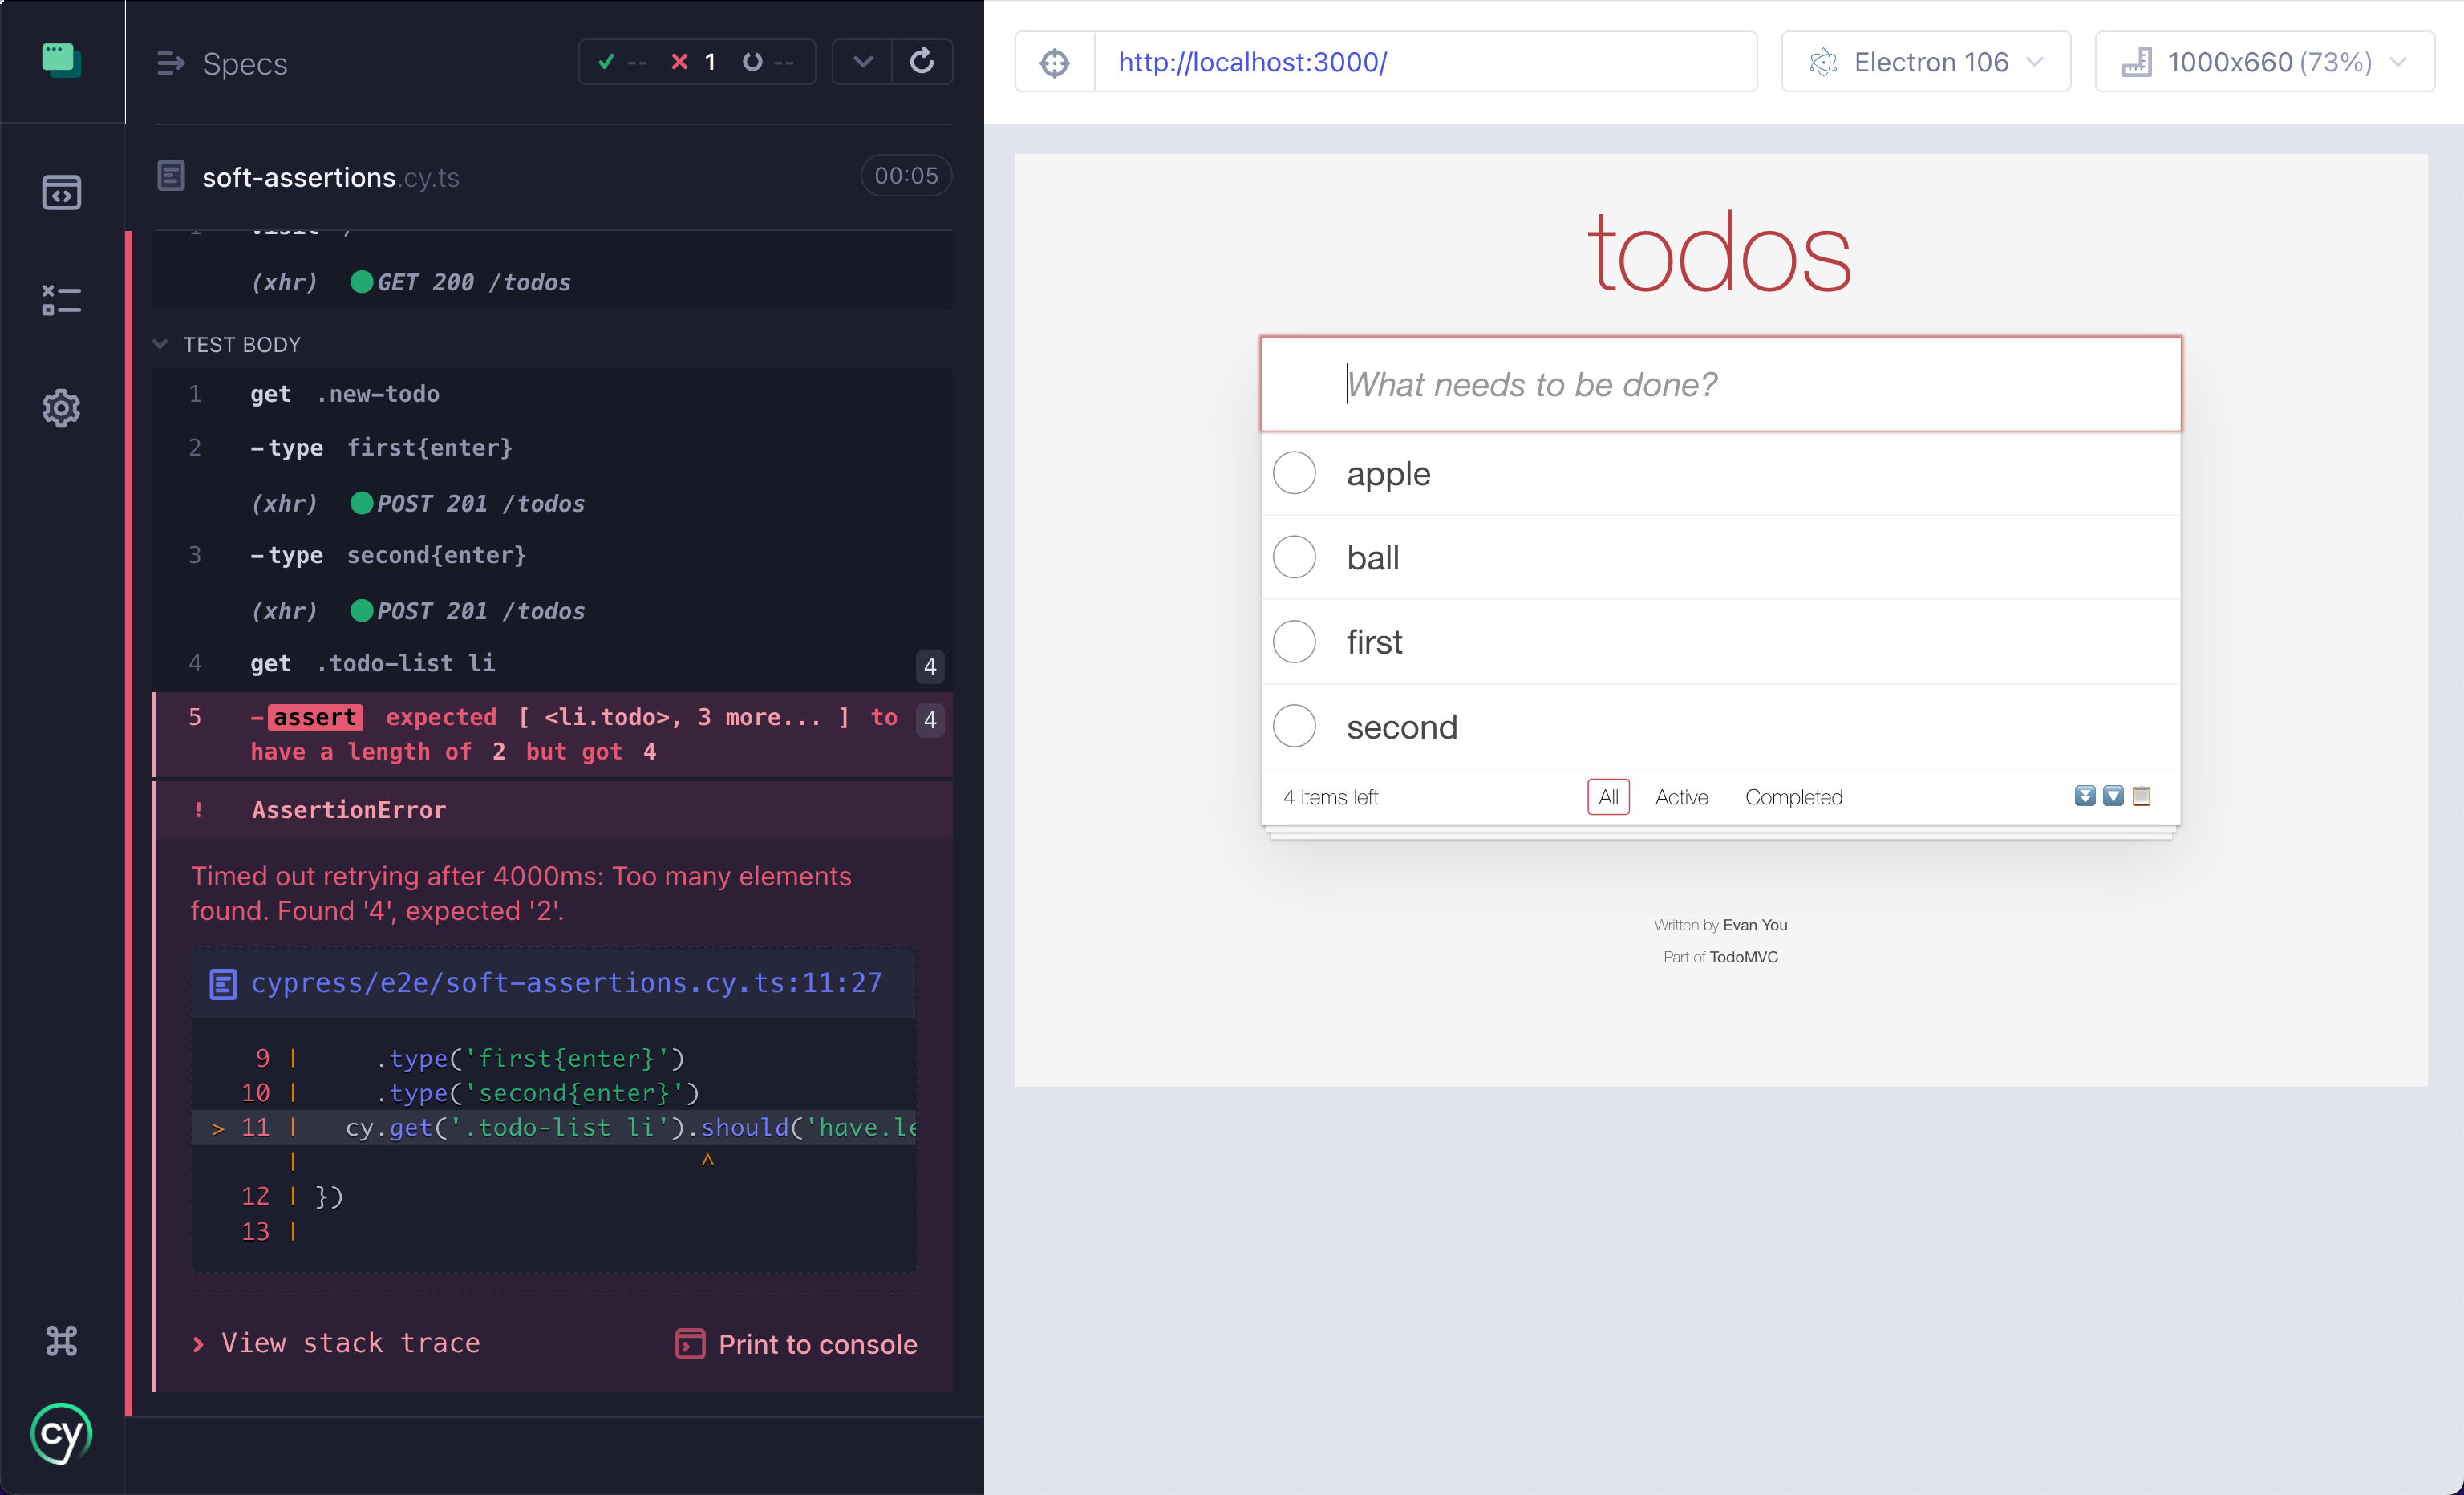 Specs
-- 1 --
soft-assertions.cy.ts
00:05
1 visit /
(xhr) GET 200 /todos
TEST BODY
1 get .new-todo
2 -type first{enter}
(xhr) POST 201 /todos
3 -type second{enter}
(xhr) POST 201 /todos
4 get .todo-list li 4
5 -assert expected [ <li.todo>, 3 more... ] to 4
have a length of 2 but got 4
! AssertionError
Timed out retrying after 4000ms: Too many elements
found. Found '4', expected '2'.
cypress/e2e/soft-assertions.cy.ts:11:27
9 | .type('first{enter}')
10 | .type('second{enter}')
> 11 | cy.get('.todo-list li').should('have.le
| ^
12 | })
13 |
View stack trace
Print to console
cy
http://localhost:3000/
Electron 106
1000x660 (73%)
todos
What needs to be done?
apple
ball
first
second
4 items left
All
Active
Completed
Written by Evan You
Part of TodoMVC